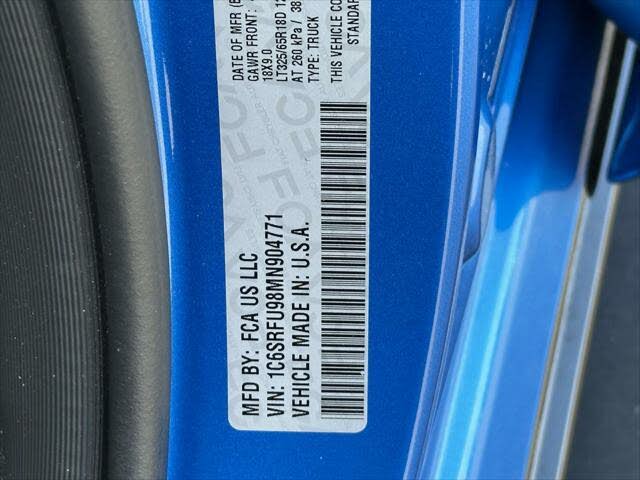 DATE OF MFR
GAWR FRONT:
18X9.0
LT325/65R18D
AT 260 kPa / 38
TYPE: TRUCK
THIS VEHICLE CO
STANDAR
MFD BY: FCA US LLC
VIN: 1C6SRFU98MN904771
VEHICLE MADE IN: U.S.A.